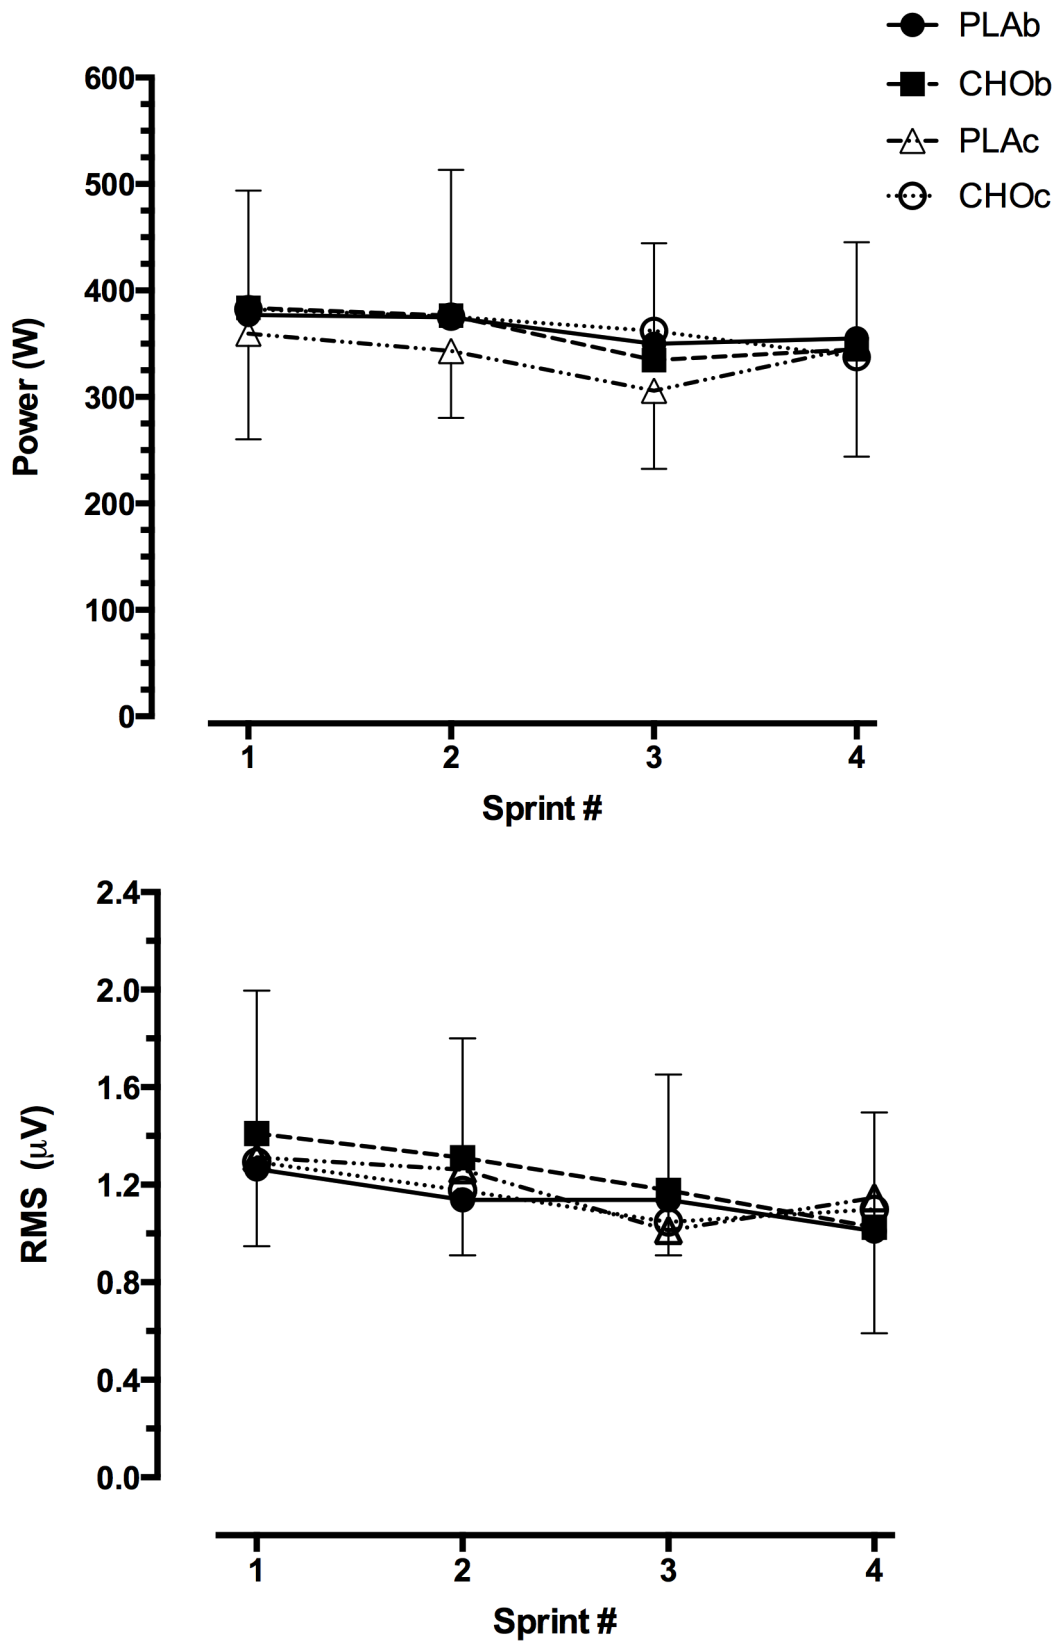 PLAb
CHOb
PLAc
CHOc
600
500
400
300
200
100
0
Power (W)
1 2 3 4
Sprint #
2.4
2.0
1.6
1.2
0.8
0.4
0.0
RMS (μV)
1 2 3 4
Sprint #